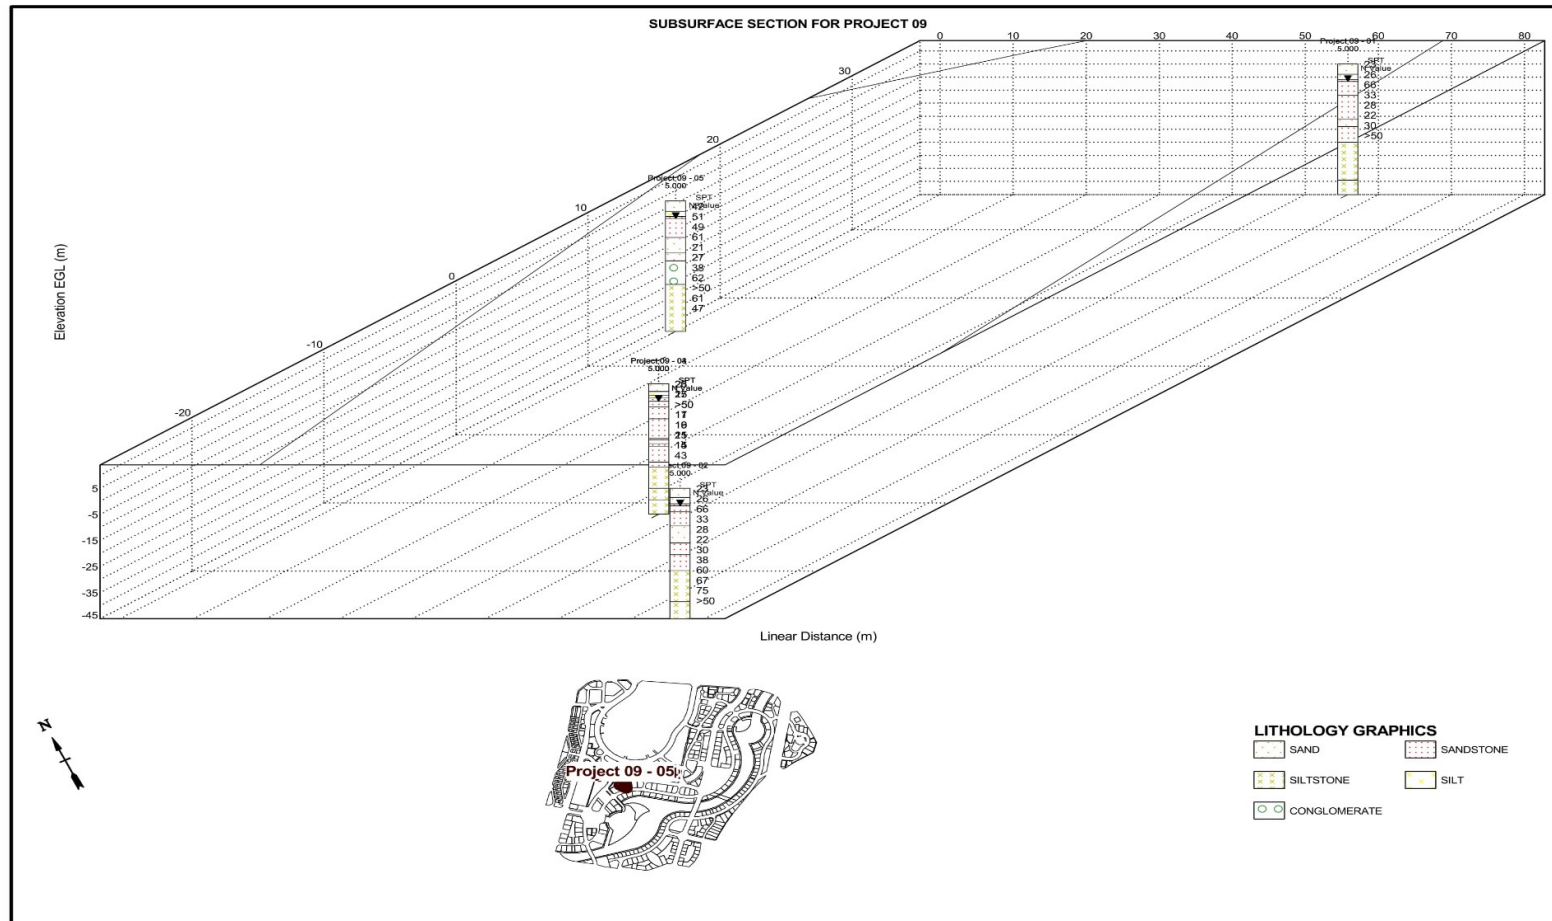 SUBSURFACE SECTION FOR PROJECT 09
0 10 20 30 40 50 60 70 80
Project 09 - 01
5.000
SPT
N Value
23
26
66
33
28
22
30
>50
30
20
10
0
-10
-20
Project 09 - 05
5.000
SPT
N Value
42
51
49
61
21
27
38
62
>50
61
47
Elevation EGL (m)
Project 09 -
5.000
SPT
N Value
>50
43
ect 09 - 02
5.000
SPT
N Value
23
26
66
33
28
22
30
38
60
67
75
>50
5
-5
-15
-25
-35
-45
Linear Distance (m)
N
Project 09 - 05
LITHOLOGY GRAPHICS
SAND
SANDSTONE
SILTSTONE
SILT
CONGLOMERATE